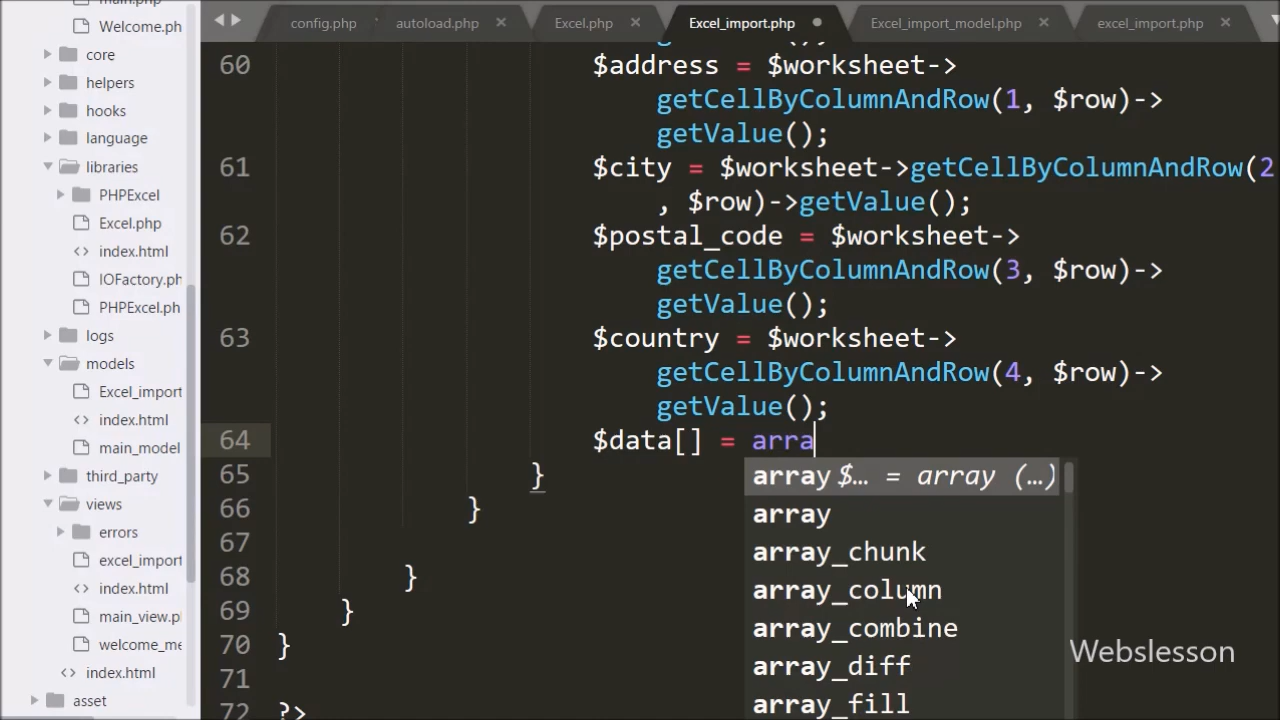 main.php
Welcome.ph
core
helpers
hooks
language
libraries
PHPExcel
Excel.php
index.html
IOFactory.ph
PHPExcel.ph
logs
models
Excel_import
index.html
main_model
third_party
views
errors
excel_import
index.html
main_view.pl
welcome_me
index.html
asset
config.php
autoload.php
Excel.php
Excel_import.php
Excel_import_model.php
excel_import.php
60 $address = $worksheet->
getCellByColumnAndRow(1, $row)->
getValue();
61 $city = $worksheet->getCellByColumnAndRow(2
, $row)->getValue();
62 $postal_code = $worksheet->
getCellByColumnAndRow(3, $row)->
getValue();
63 $country = $worksheet->
getCellByColumnAndRow(4, $row)->
getValue();
64 $data[] = arra
65 }
66 }
67
68 }
69 }
70 }
71
72 ?>
array $… = array (…)
array
array_chunk
array_column
array_combine
array_diff
array_fill
Webslesson